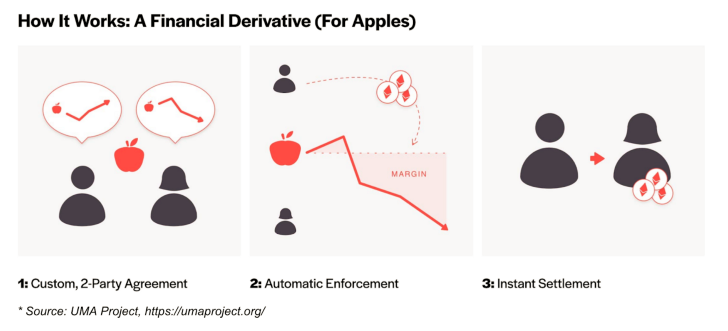 How It Works: A Financial Derivative (For Apples)
MARGIN
1: Custom, 2-Party Agreement
2: Automatic Enforcement
3: Instant Settlement
* Source: UMA Project, https://umaproject.org/